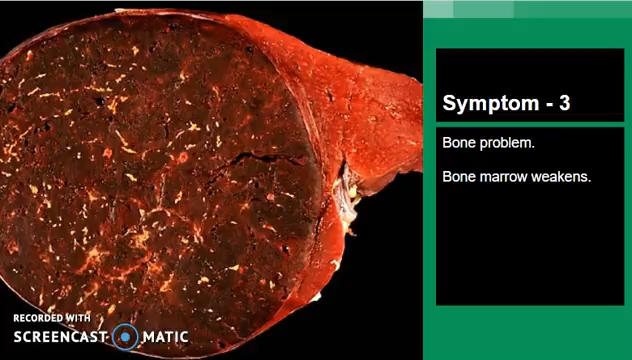 Symptom - 3
Bone problem.
Bone marrow weakens.
RECORDED WITH
SCREENCAST MATIC